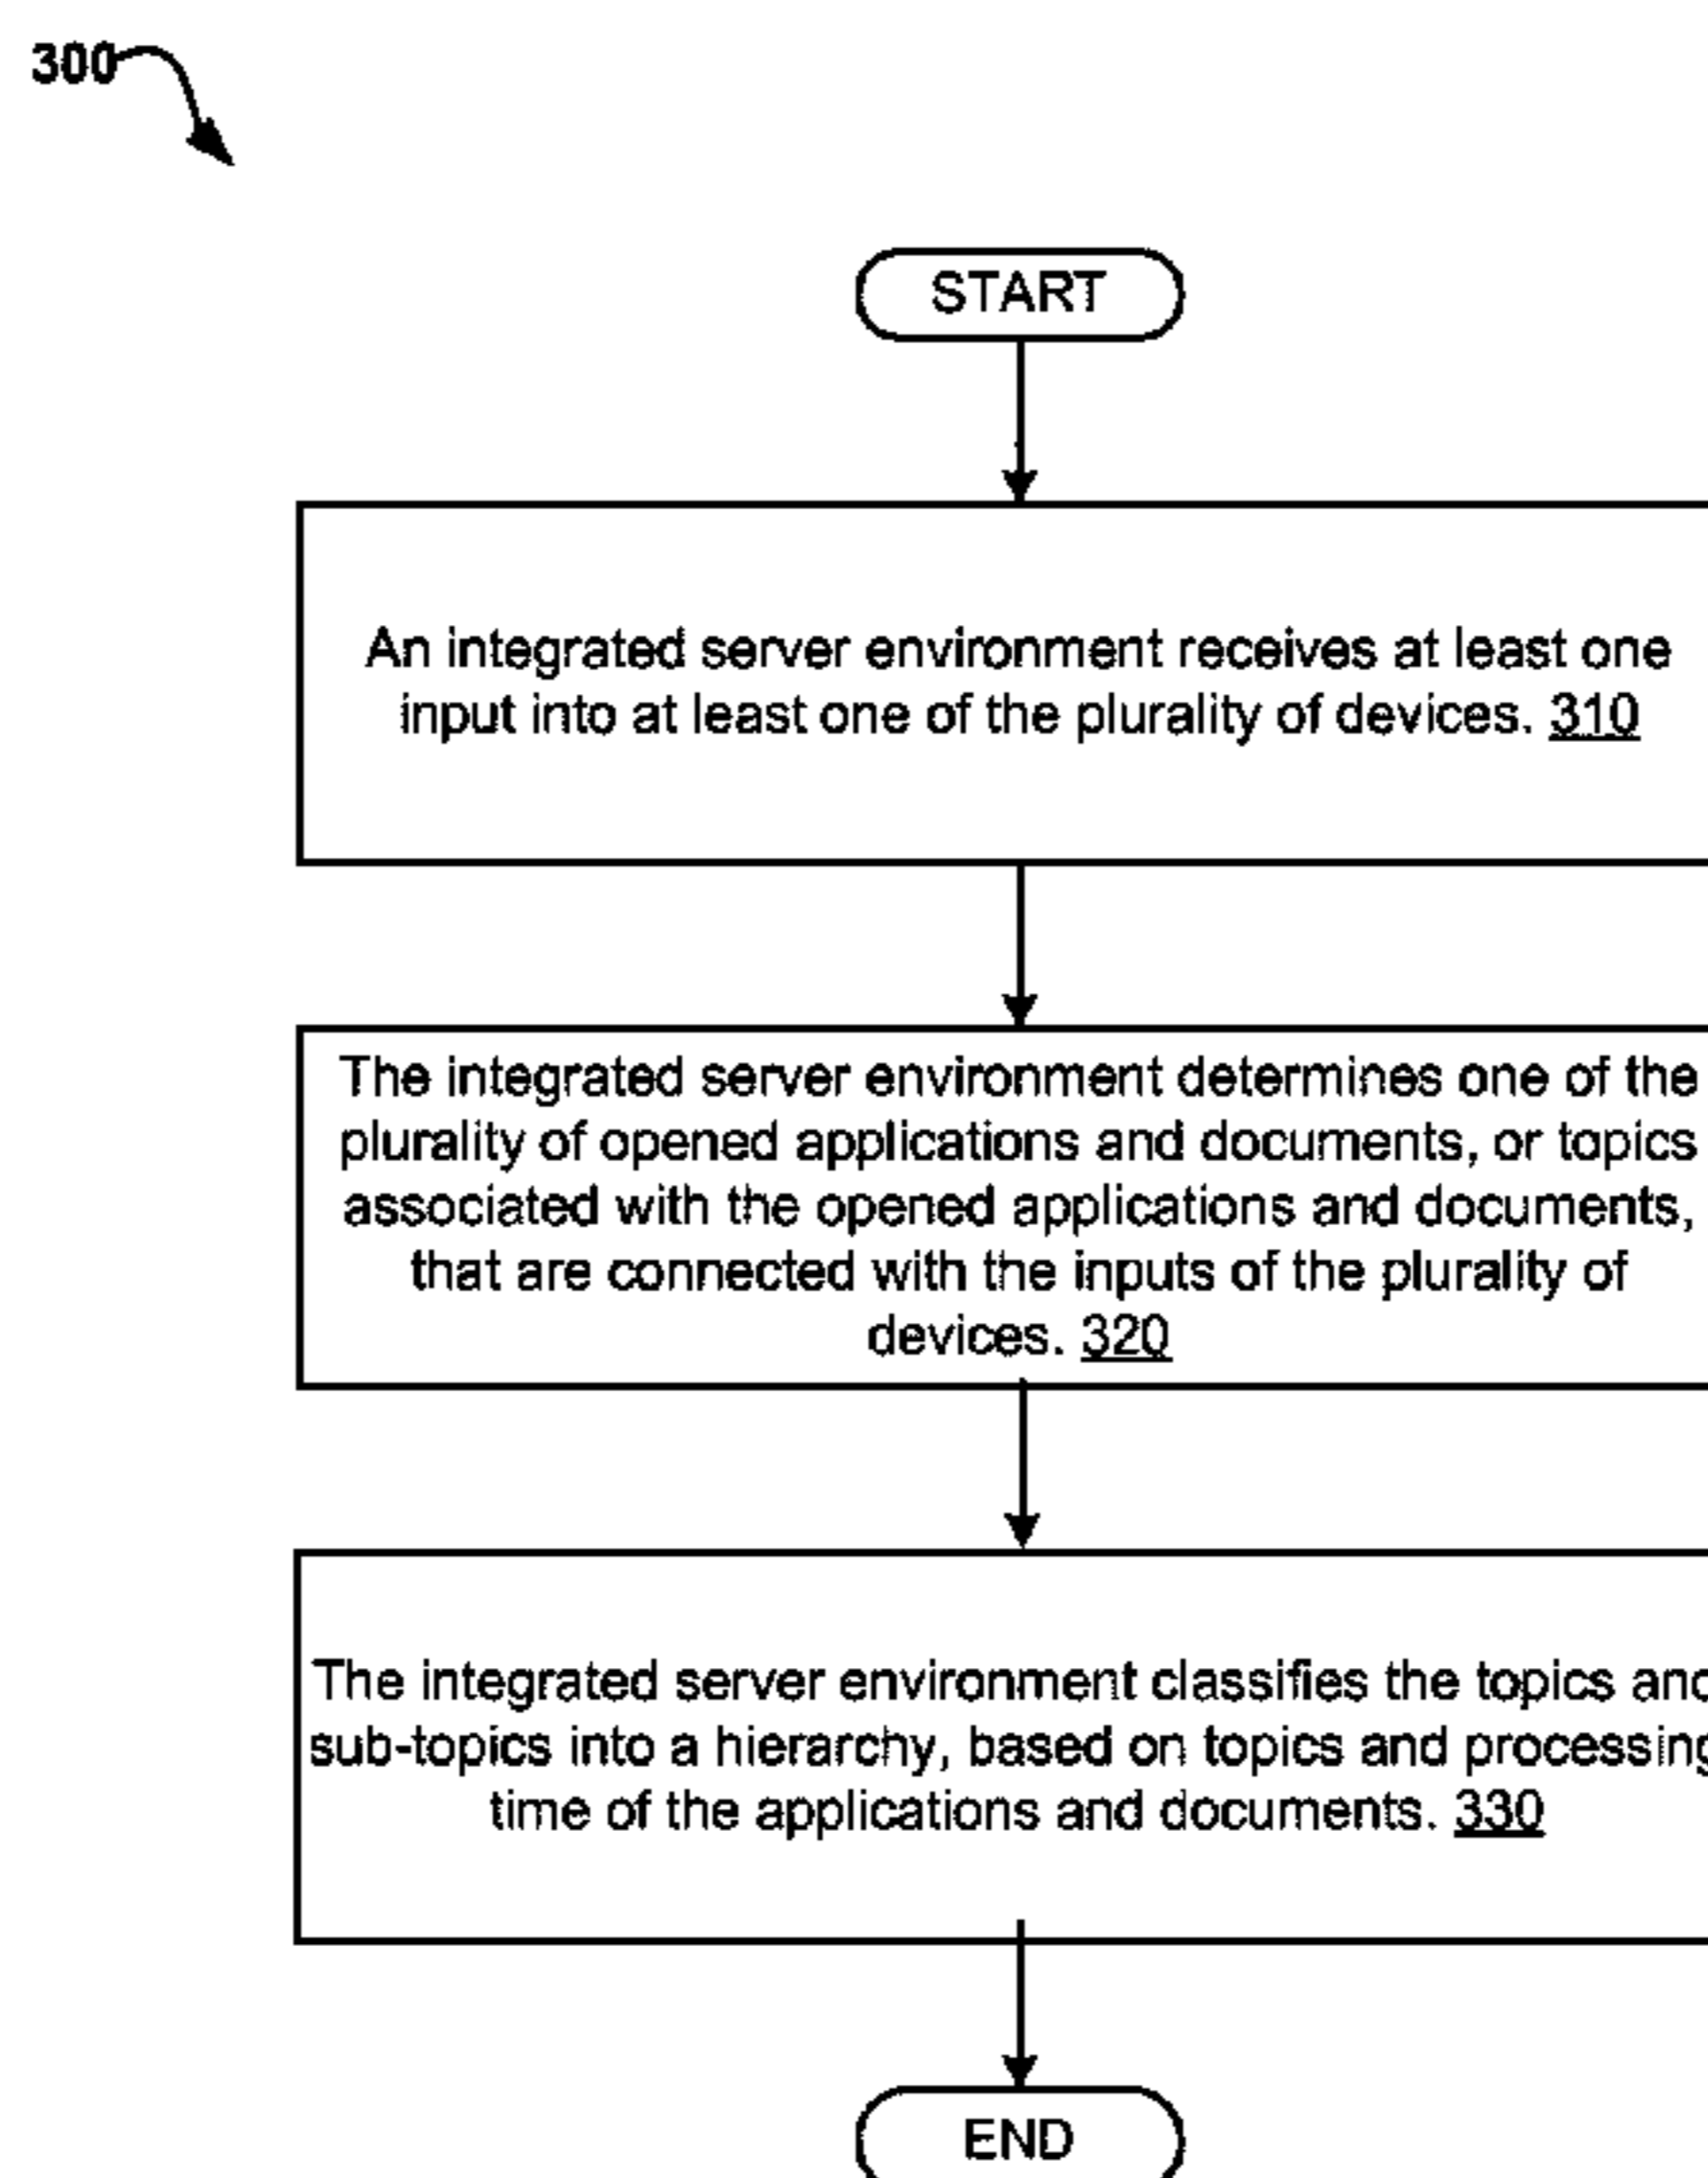 300
START
An integrated server environment receives at least one
input into at least one of the plurality of devices. 310
The integrated server environment determines one of the
plurality of opened applications and documents, or topics
associated with the opened applications and documents,
that are connected with the inputs of the plurality of
devices. 320
The integrated server environment classifies the topics and
sub-topics into a hierarchy, based on topics and processing
time of the applications and documents. 330
END